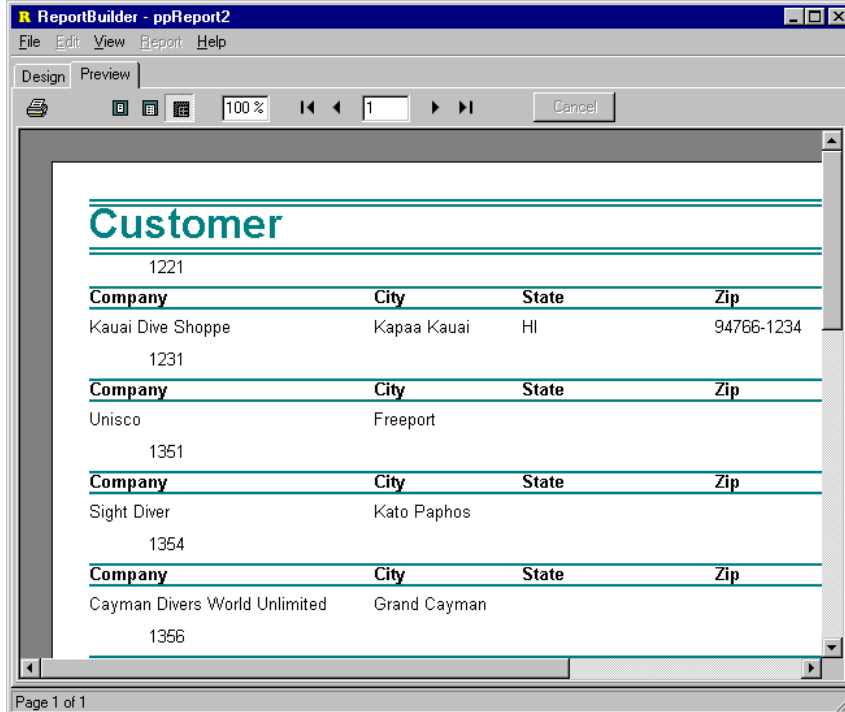 R ReportBuilder - ppReport2
File Edit View Report Help
Design Preview
100 % 1 Cancel
Customer
1221
Company City State Zip
Kauai Dive Shoppe Kapaa Kauai HI 94766-1234
1231
Company City State Zip
Unisco Freeport
1351
Company City State Zip
Sight Diver Kato Paphos
1354
Company City State Zip
Cayman Divers World Unlimited Grand Cayman
1356
Page 1 of 1